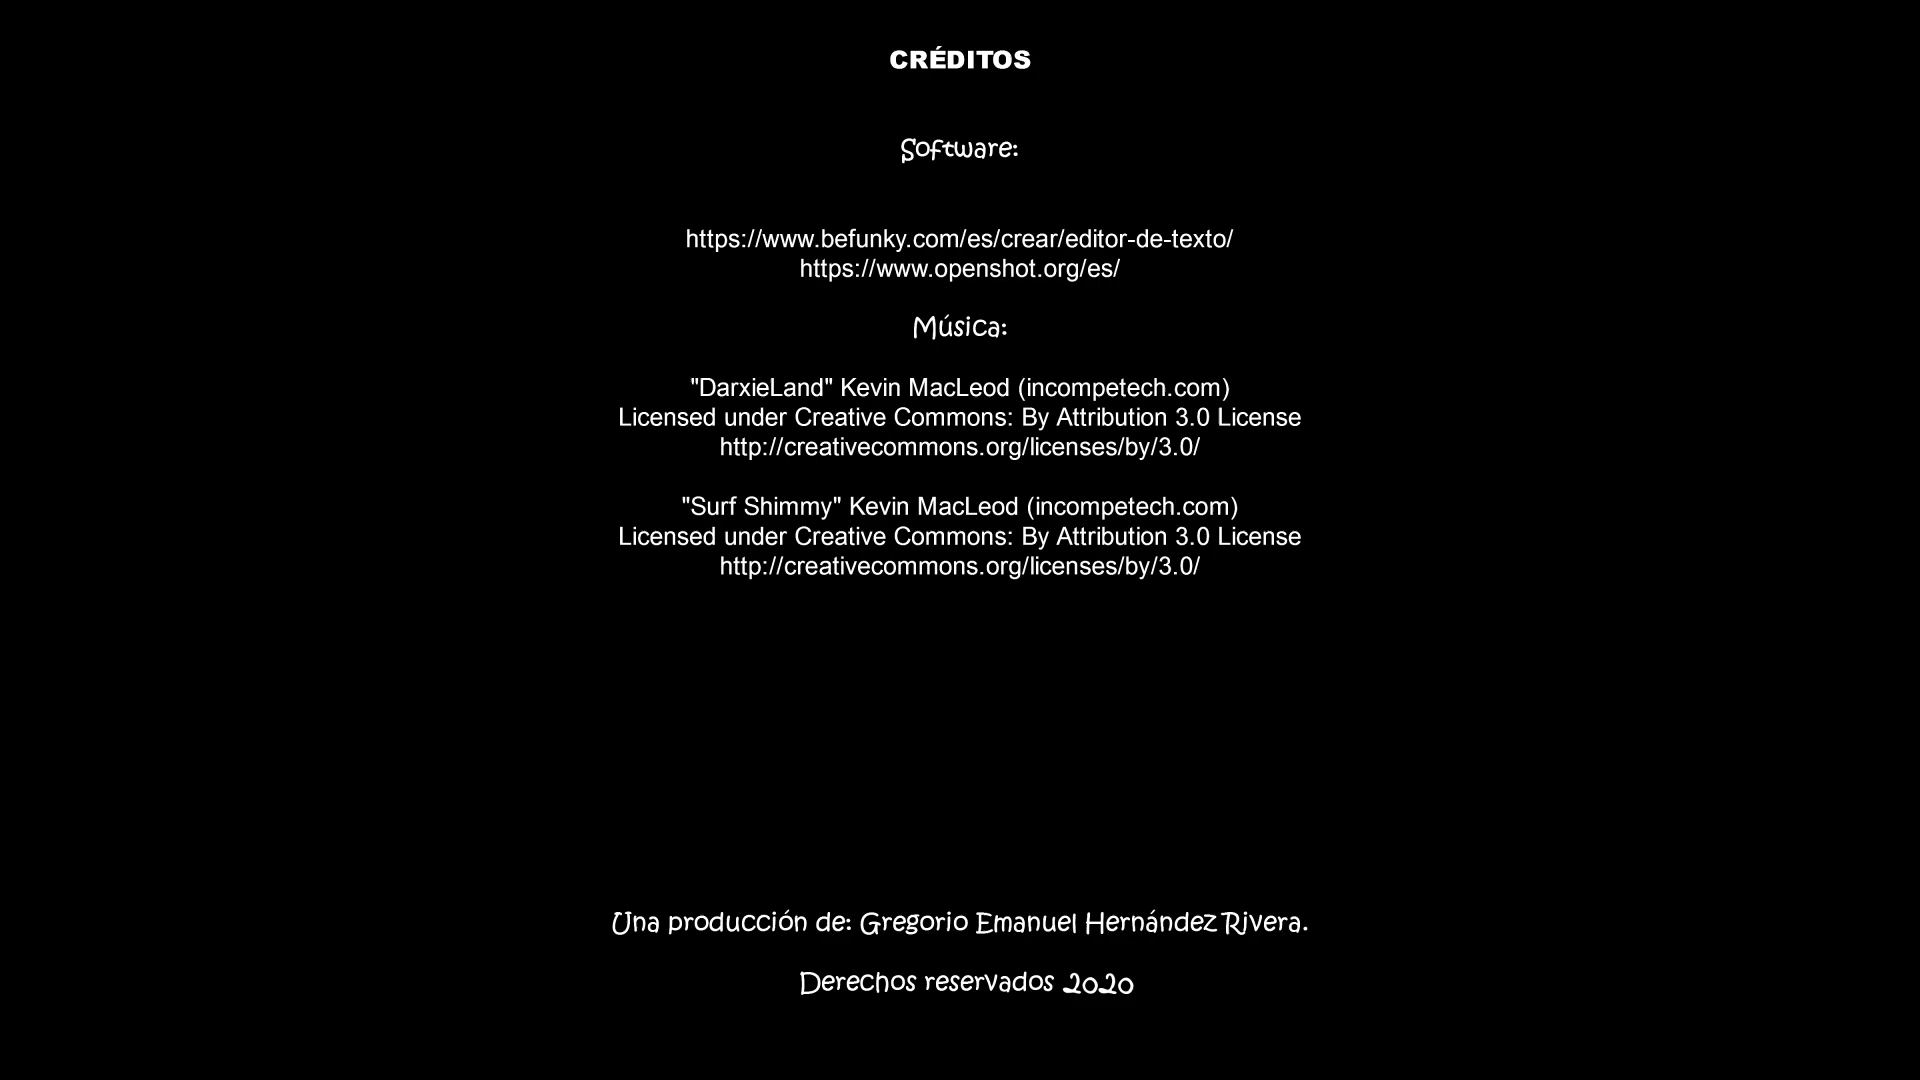 CRÉDITOS
Software:
https://www.befunky.com/es/crear/editor-de-texto/
https://www.openshot.org/es/
Música:
"DarxieLand" Kevin MacLeod (incompetech.com)
Licensed under Creative Commons: By Attribution 3.0 License
http://creativecommons.org/licenses/by/3.0/
"Surf Shimmy" Kevin MacLeod (incompetech.com)
Licensed under Creative Commons: By Attribution 3.0 License
http://creativecommons.org/licenses/by/3.0/
Una producción de: Gregorio Emanuel Hernández Rivera.
Derechos reservados 2020